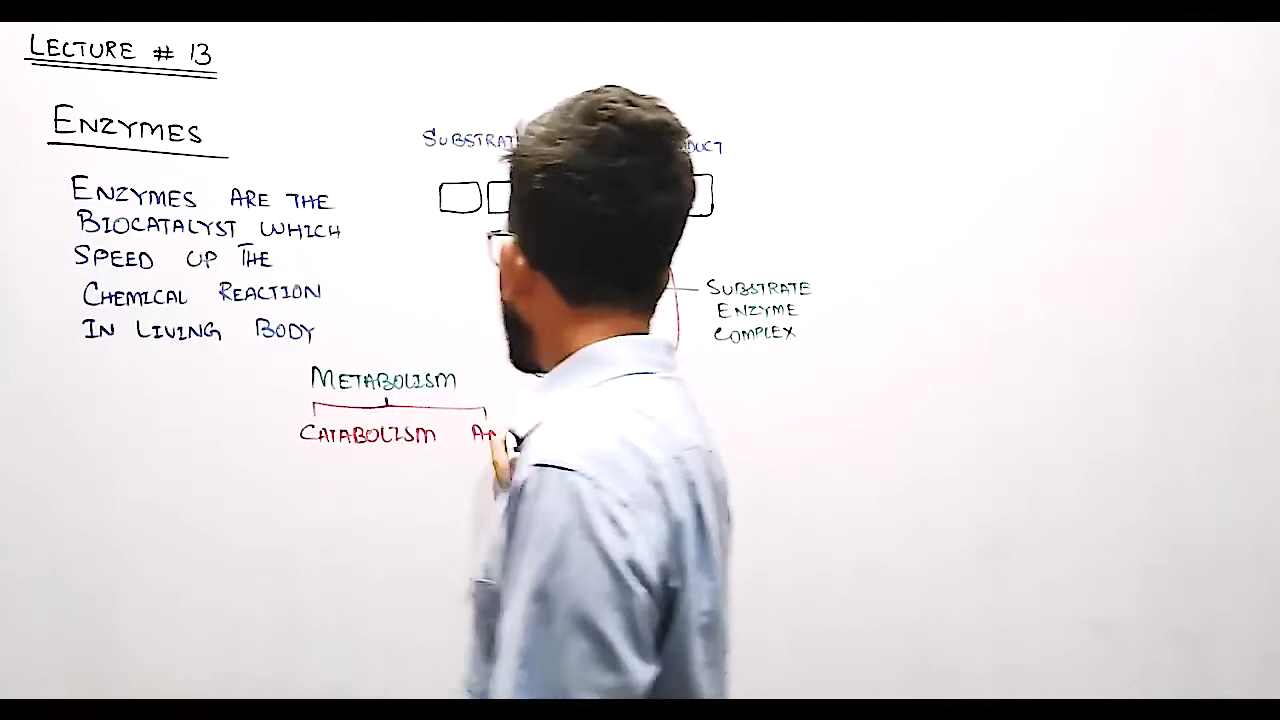 LECTURE # 13
ENZYMES
ENZYMES ARE THE
BIOCATALYST WHICH
SPEED UP THE
CHEMICAL REACTION
IN LIVING BODY
SUBSTRAT
DUCT
SUBSTRATE
ENZYME
COMPLEX
METABOLISM
CATABOLISM